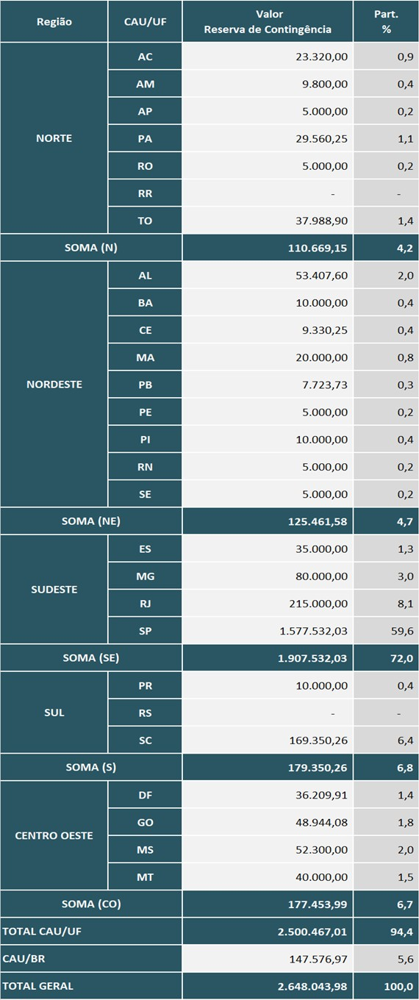 Região CAU/UF Valor Reserva de Contingência Part. %
NORTE
AC 23.320,00 0,9
AM 9.800,00 0,4
AP 5.000,00 0,2
PA 29.560,25 1,1
RO 5.000,00 0,2
RR - -
TO 37.988,90 1,4
SOMA (N) 110.669,15 4,2
NORDESTE
AL 53.407,60 2,0
BA 10.000,00 0,4
CE 9.330,25 0,4
MA 20.000,00 0,8
PB 7.723,73 0,3
PE 5.000,00 0,2
PI 10.000,00 0,4
RN 5.000,00 0,2
SE 5.000,00 0,2
SOMA (NE) 125.461,58 4,7
SUDESTE
ES 35.000,00 1,3
MG 80.000,00 3,0
RJ 215.000,00 8,1
SP 1.577.532,03 59,6
SOMA (SE) 1.907.532,03 72,0
SUL
PR 10.000,00 0,4
RS - -
SC 169.350,26 6,4
SOMA (S) 179.350,26 6,8
CENTRO OESTE
DF 36.209,91 1,4
GO 48.944,08 1,8
MS 52.300,00 2,0
MT 40.000,00 1,5
SOMA (CO) 177.453,99 6,7
TOTAL CAU/UF 2.500.467,01 94,4
CAU/BR 147.576,97 5,6
TOTAL GERAL 2.648.043,98 100,0